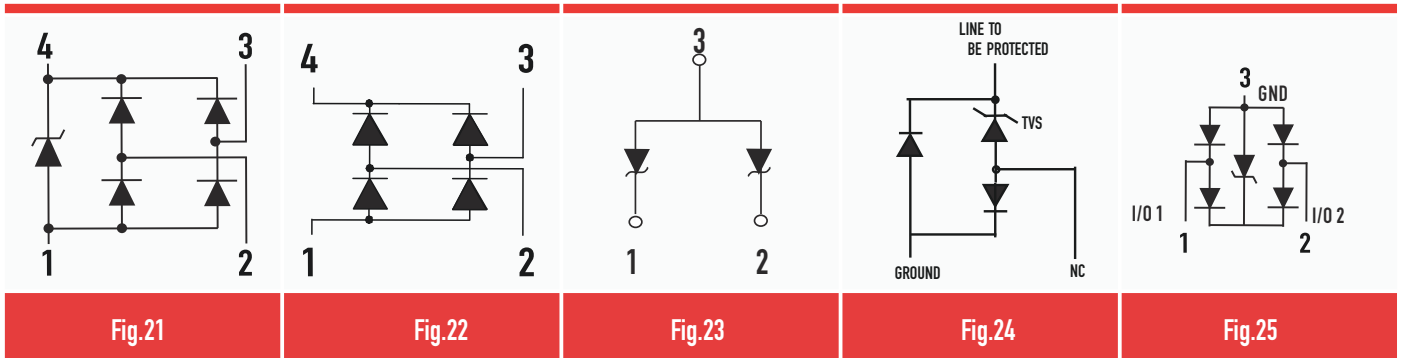 4
3
1
2
Fig.21
4
3
1
2
Fig.22
3
1
2
Fig.23
LINE TO
BE PROTECTED
TVS
GROUND
NC
Fig.24
3
GND
I/O 1
I/O 2
1
2
Fig.25